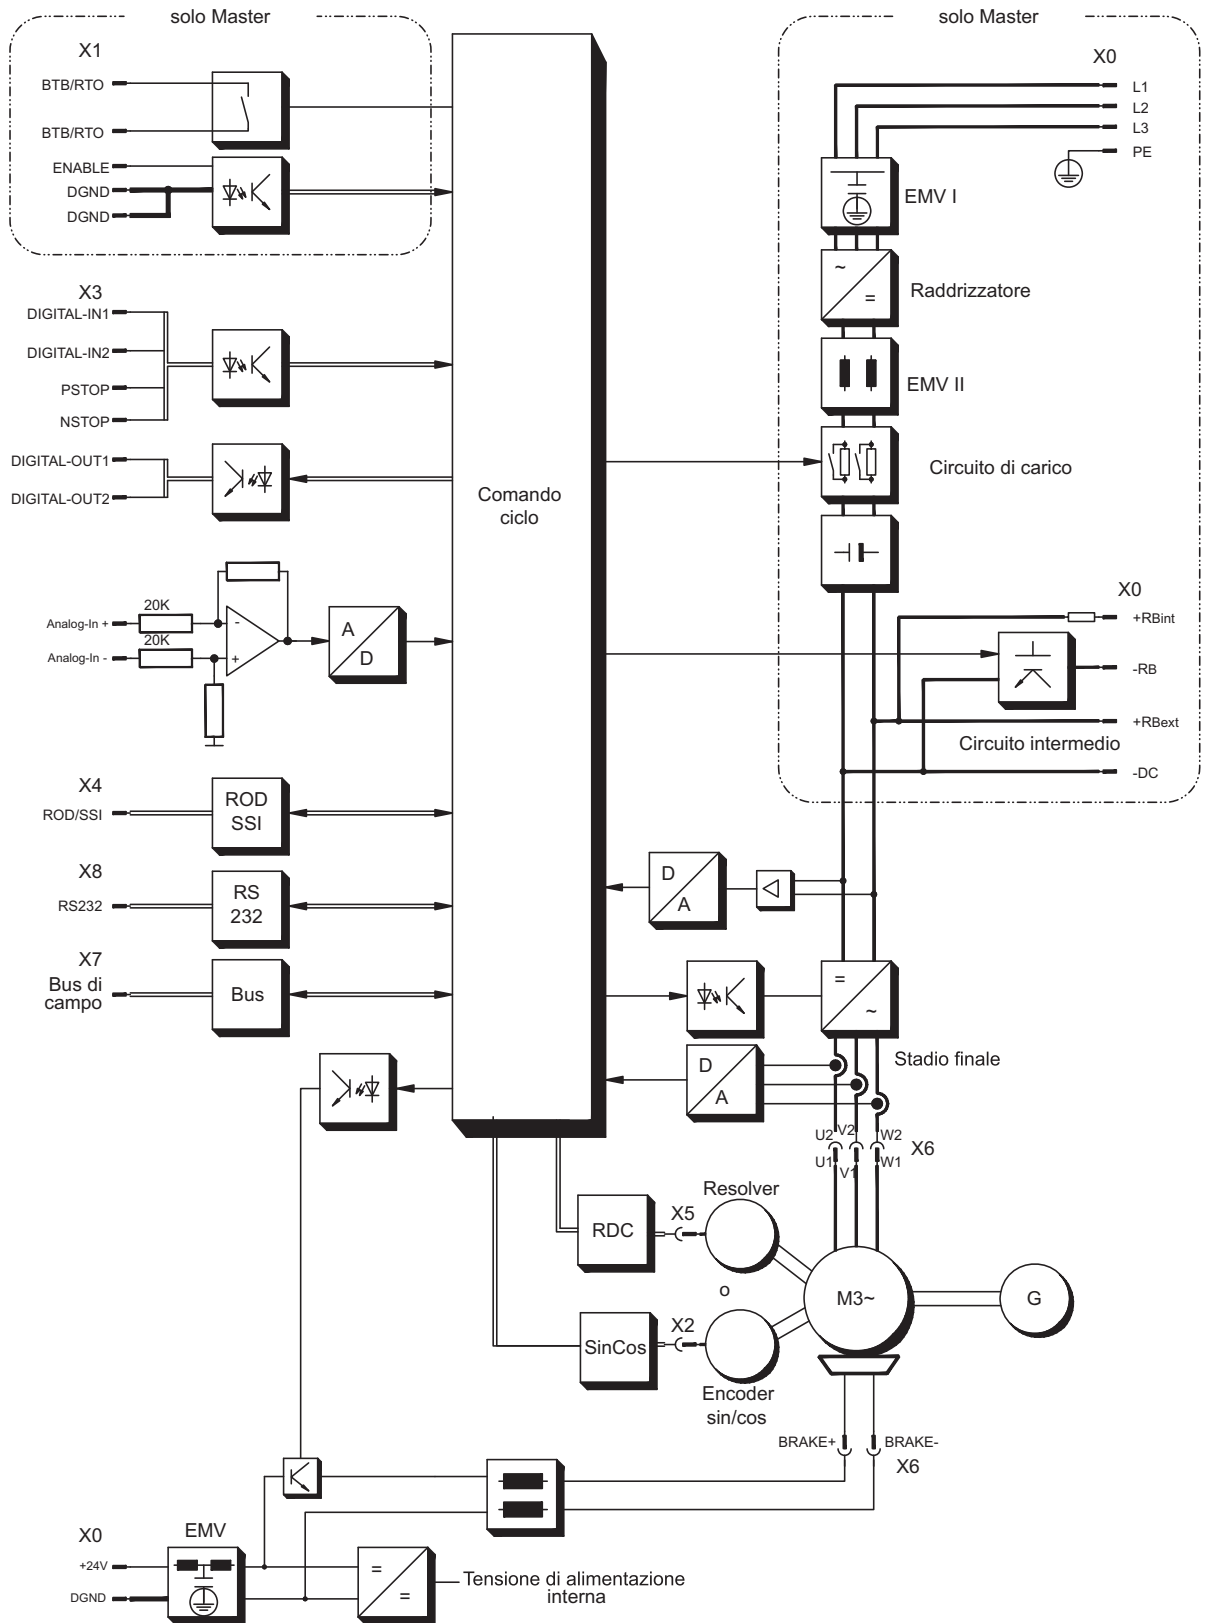 solo Master
solo Master
X1
BTB/RTO
BTB/RTO
ENABLE
DGND
DGND
X0
L1
L2
L3
PE
EMV I
Raddrizzatore
~
=
EMV II
Circuito di carico
X3
DIGITAL-IN1
DIGITAL-IN2
PSTOP
NSTOP
DIGITAL-OUT1
DIGITAL-OUT2
Comando
ciclo
20K
Analog-In +
20K
Analog-In -
-
+
A
D
X0
+RBint
-RB
+RBext
Circuito intermedio
-DC
X4
ROD/SSI
ROD
SSI
X8
RS232
RS
232
X7
Bus di
campo
Bus
D
A
=
~
Stadio finale
D
A
U2
V2
W2
X6
U1
V1
W1
Resolver
RDC
X5
o
M3~
G
SinCos
X2
Encoder
sin/cos
BRAKE+
BRAKE-
X6
X0
EMV
+24V
DGND
=
=
Tensione di alimentazione
interna